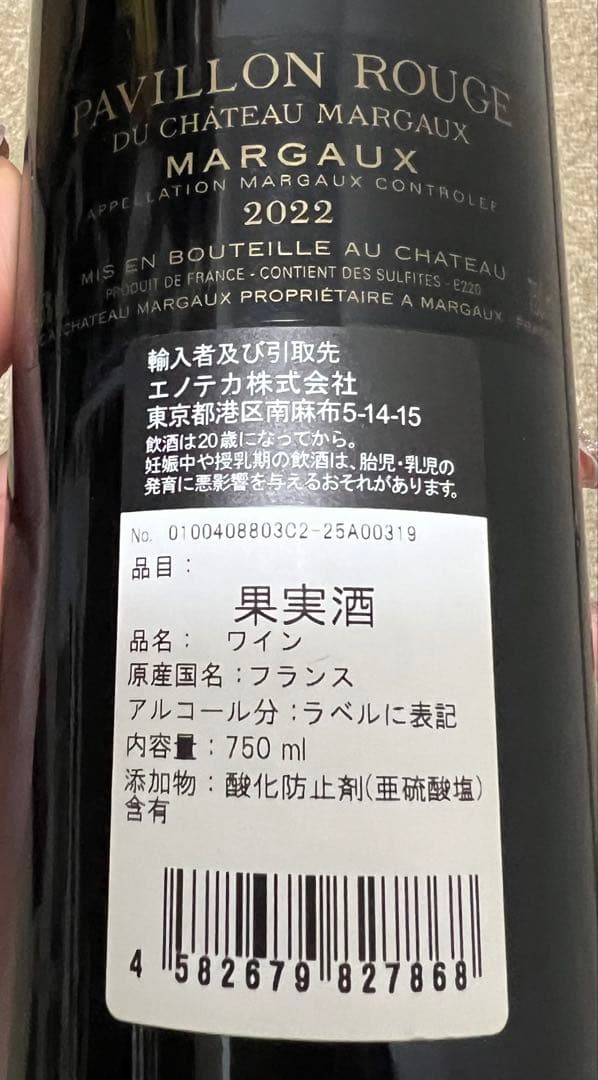 PAVILLON ROUGE
DU CHÂTEAU MARGAUX
MARGAUX
APPELLATION MARGAUX CONTROLEE
2022
MIS EN BOUTEILLE AU CHATEAU
PRODUIT DE FRANCE - CONTIENT DES SULFITES - E220
CHATEAU MARGAUX PROPRIÉTAIRE A MARGAUX
輸入者及び引取先
エノテカ株式会社
東京都港区南麻布5-14-15
飲酒は20歳になってから。
妊娠中や授乳期の飲酒は、胎児・乳児の
発育に悪影響を与えるおそれがあります。
No. 0100408803C2-25A00319
品目：
果実酒
品名： ワイン
原産国名：フランス
アルコール分：ラベルに表記
内容量：750 ml
添加物：酸化防止剤(亜硫酸塩)
含有
4 582679 827868